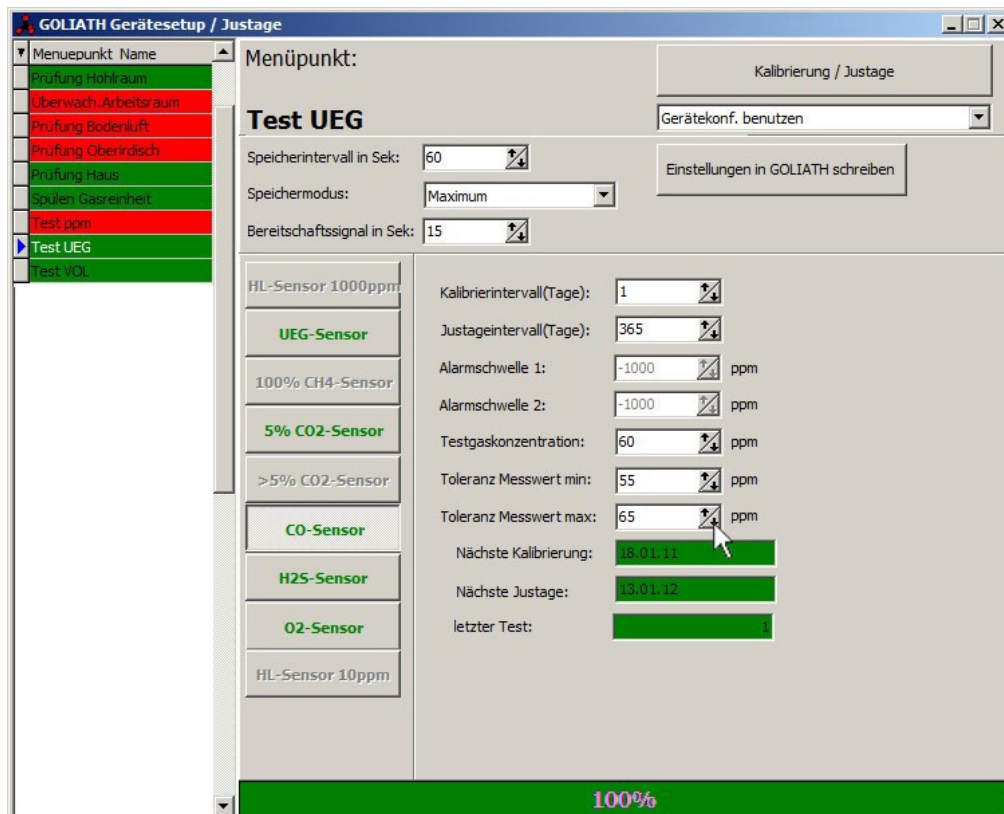 GOLIATH Gerätesetup / Justage
Menuepunkt Name
Prüfung Hohlraum
Überwach.Arbeitsraum
Prüfung Bodenluft
Prüfung Oberirdisch
Prüfung Haus
Spülen Gaseinheit
Test ppm
Test UEG
Test VOL
Menüpunkt:
Test UEG
Kalibrierung / Justage
Gerätekonf. benutzen
Einstellungen in GOLIATH schreiben
Speicherintervall in Sek: 60
Speichermodus: Maximum
Bereitschaftssignal in Sek: 15
HL-Sensor 1000ppm
UEG-Sensor
100% CH4-Sensor
5% CO2-Sensor
>5% CO2-Sensor
CO-Sensor
H2S-Sensor
O2-Sensor
HL-Sensor 10ppm
Kalibrierintervall(Tage): 1
Justageintervall(Tage): 365
Alarmschwelle 1: -1000 ppm
Alarmschwelle 2: -1000 ppm
Testgaskonzentration: 60 ppm
Toleranz Messwert min: 55 ppm
Toleranz Messwert max: 65 ppm
Nächste Kalibrierung: 18.01.11
Nächste Justage: 13.01.12
letzter Test: 1
100%